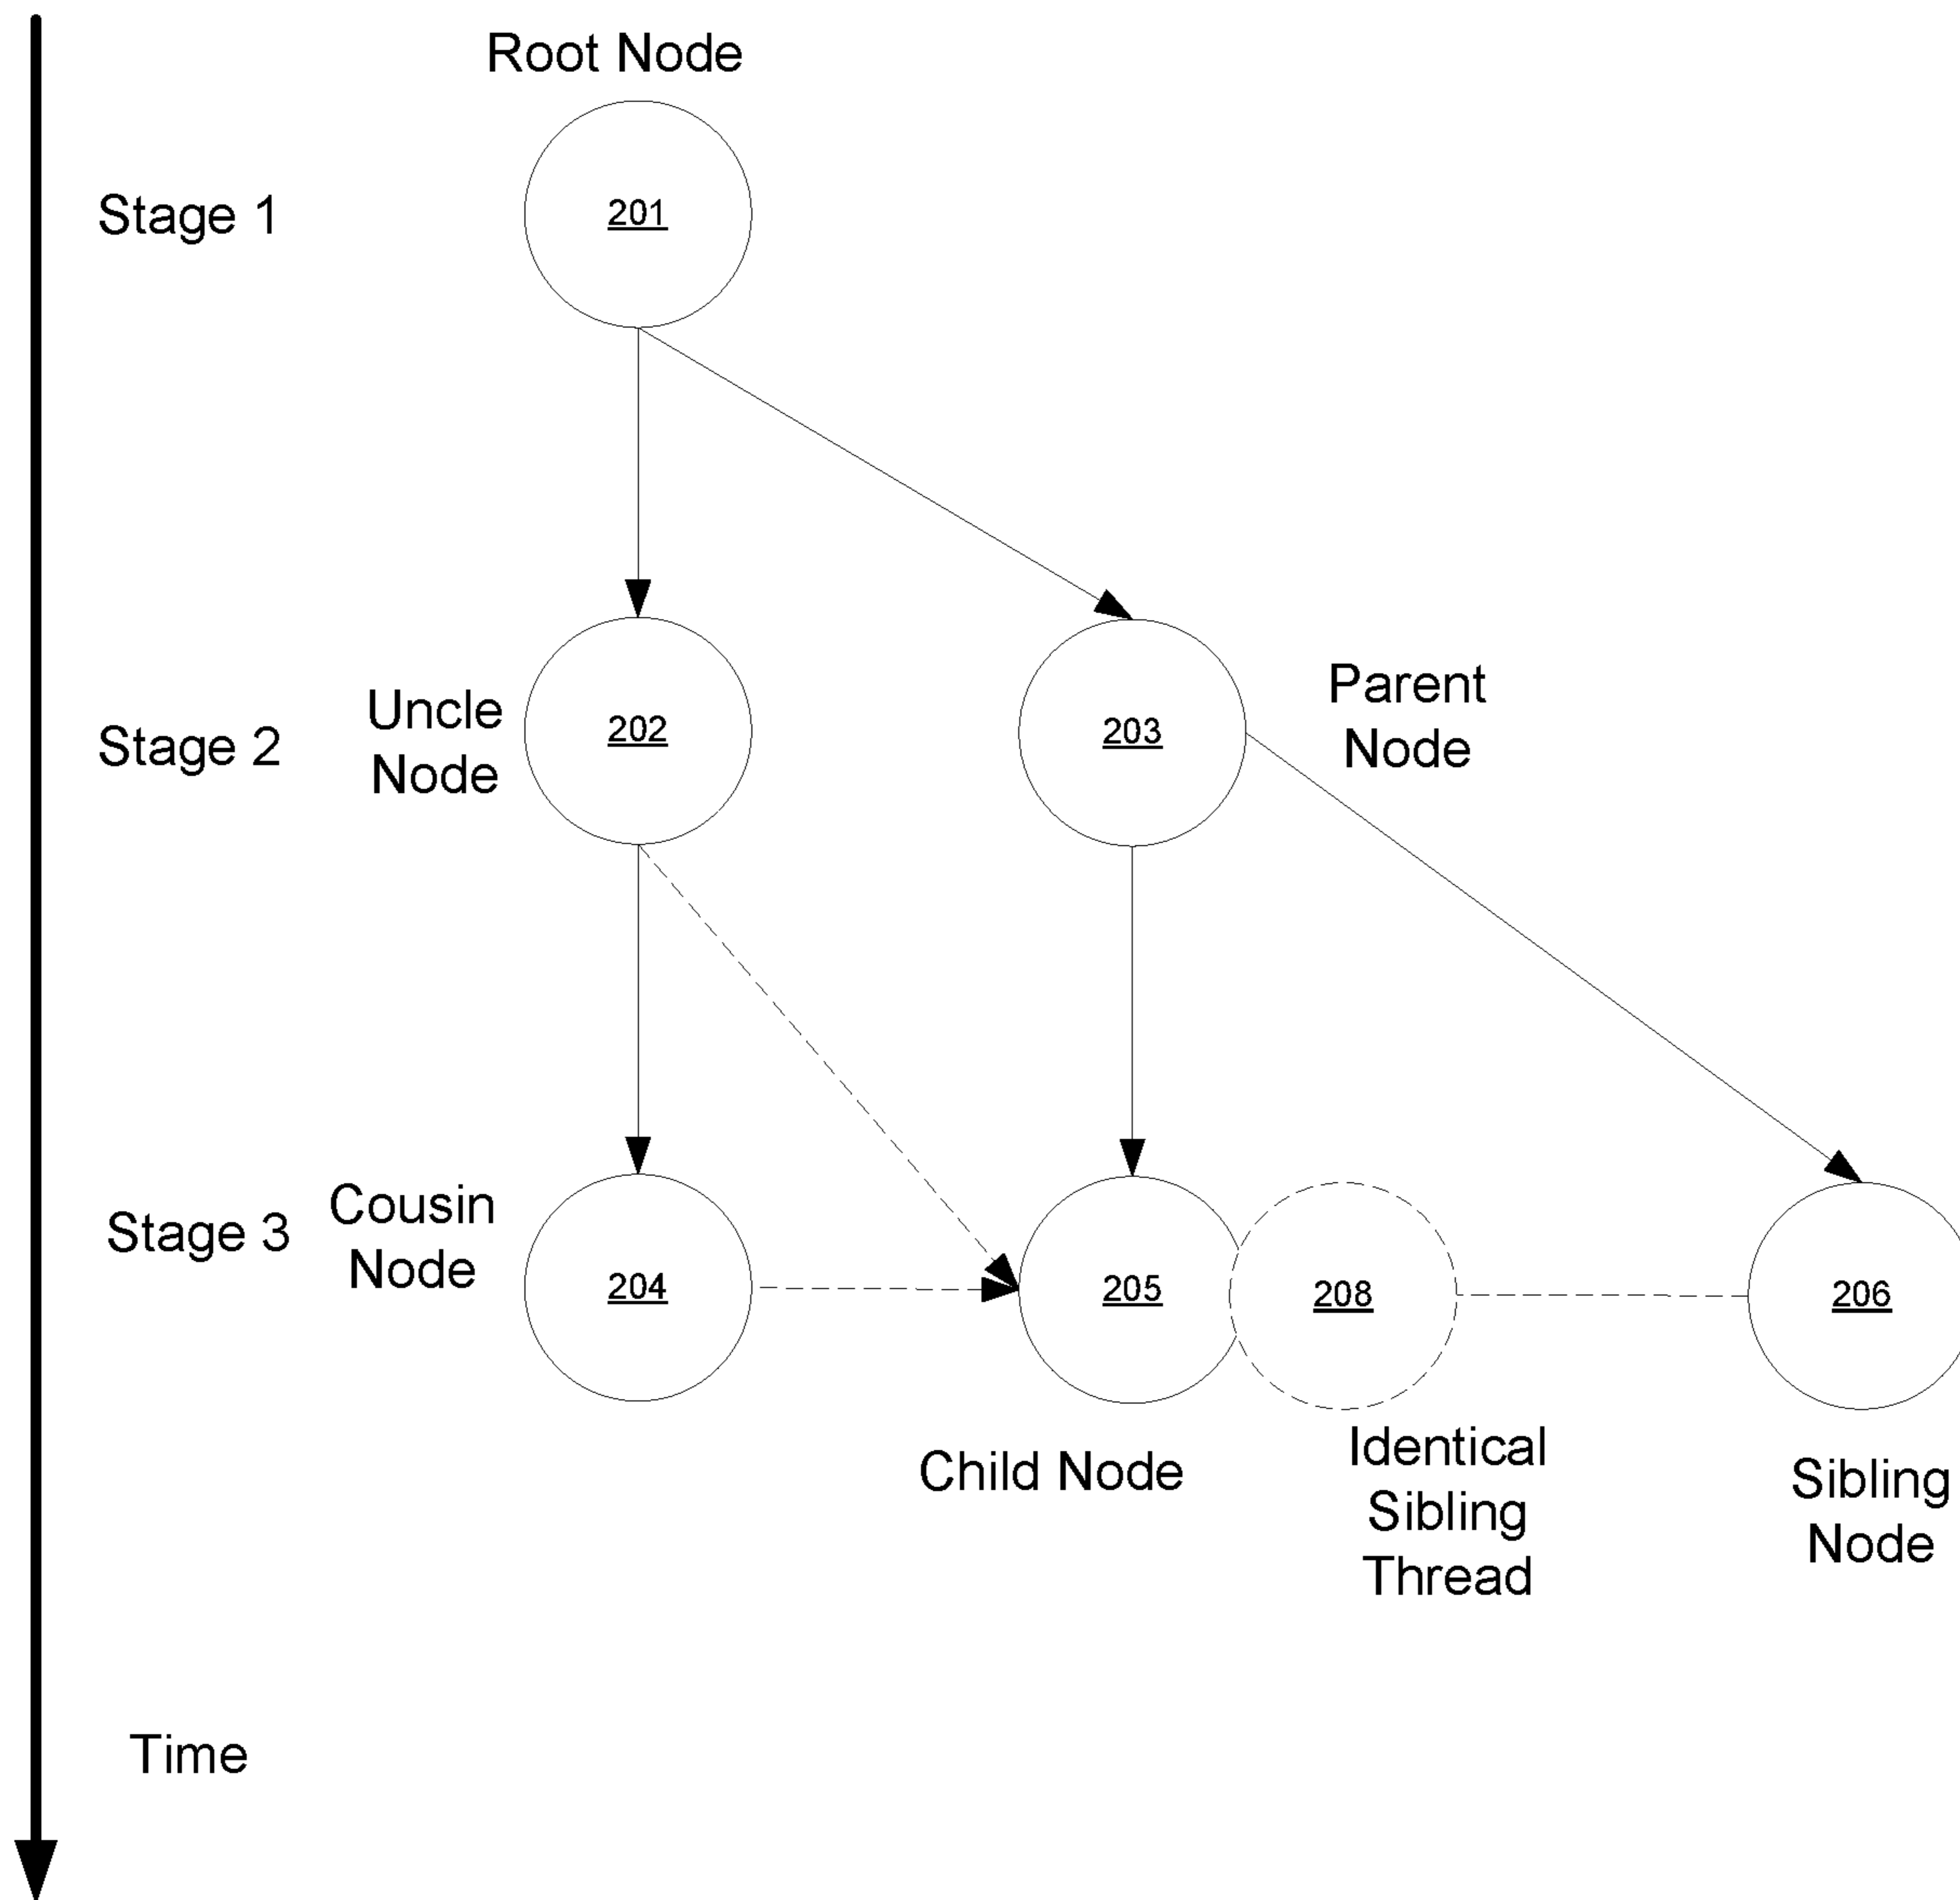 Root Node
Stage 1
201
Uncle
Node
Stage 2
202
203
Parent
Node
Cousin
Node
Stage 3
204
205
208
206
Child Node
Identical
Sibling
Thread
Sibling
Node
Time